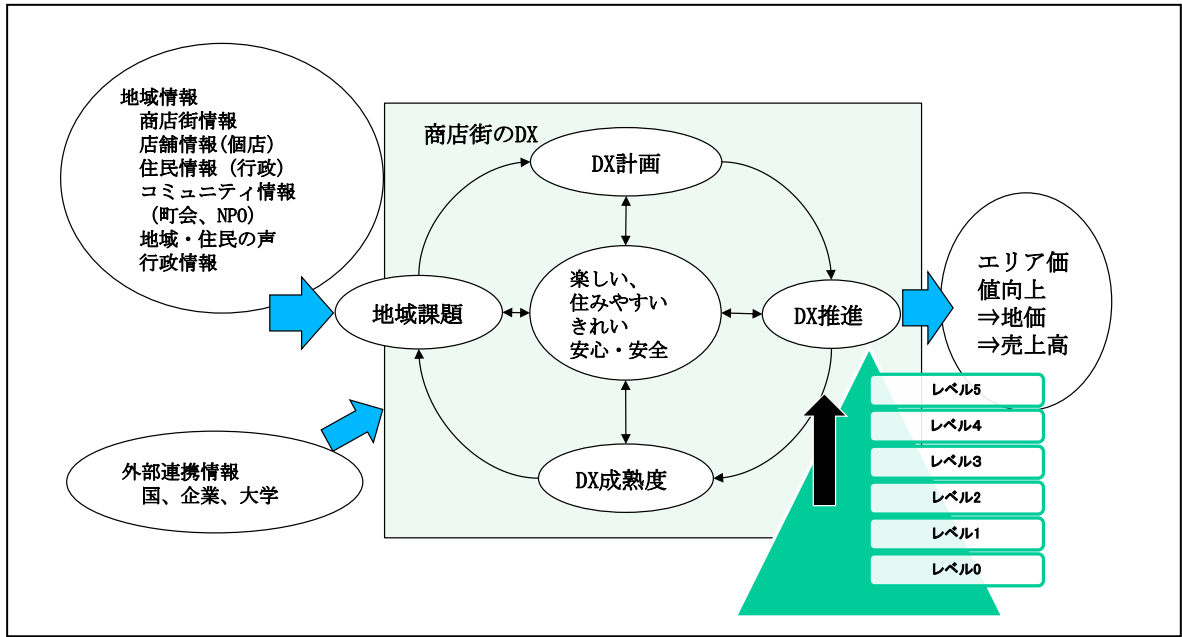 地域情報
商店街情報
店舗情報(個店)
住民情報(行政)
コミュニティ情報
(町会、NPO)
地域・住民の声
行政情報
外部連携情報
国、企業、大学
商店街のDX
DX計画
地域課題
楽しい、
住みやすい
きれい
安心・安全
DX推進
DX成熟度
エリア価
値向上
⇒地価
⇒売上高
レベル5
レベル4
レベル3
レベル2
レベル1
レベル0